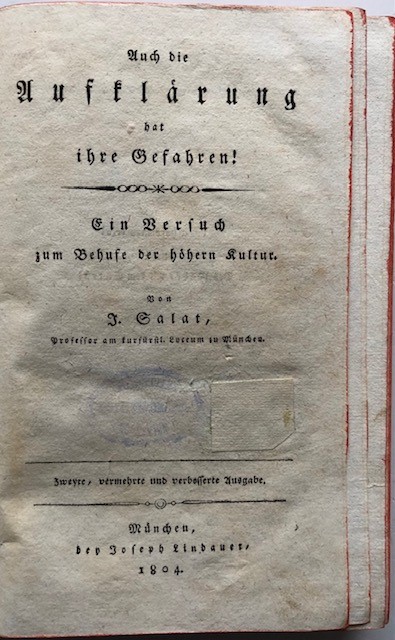 Auch die
Aufklärung
hat
ihre Gefahren!
Ein Versuch
zum Behufe der höhern Kultur.
Von
J. Salat,
Professor am kurfürstl. Lyceum zu München.
Zweyte, vermehrte und verbesserte Ausgabe.
München,
bey Joseph Lindauer,
1804.